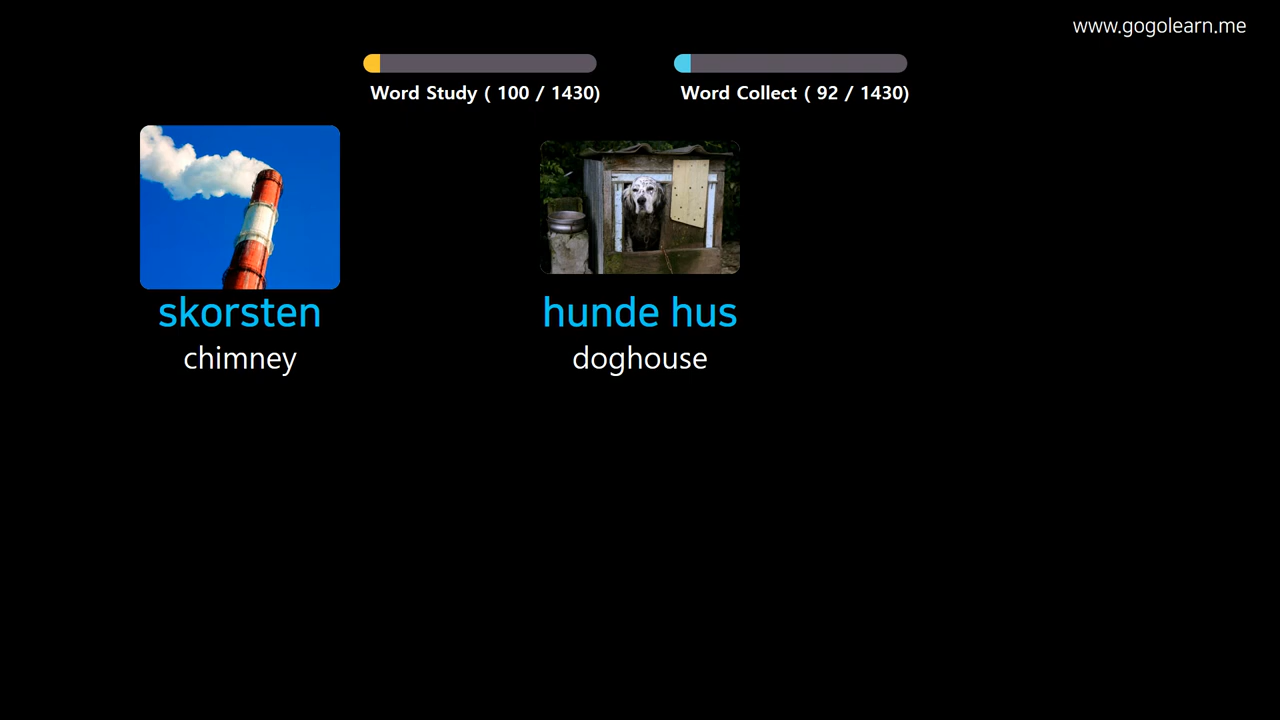 www.gogolearn.me
Word Study ( 100 / 1430)
Word Collect ( 92 / 1430)
skorsten
chimney
hunde hus
doghouse